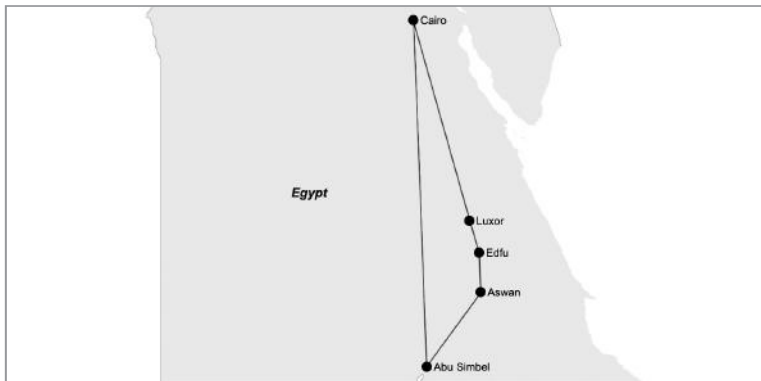 Cairo
Egypt
Luxor
Edfu
Aswan
Abu Simbel